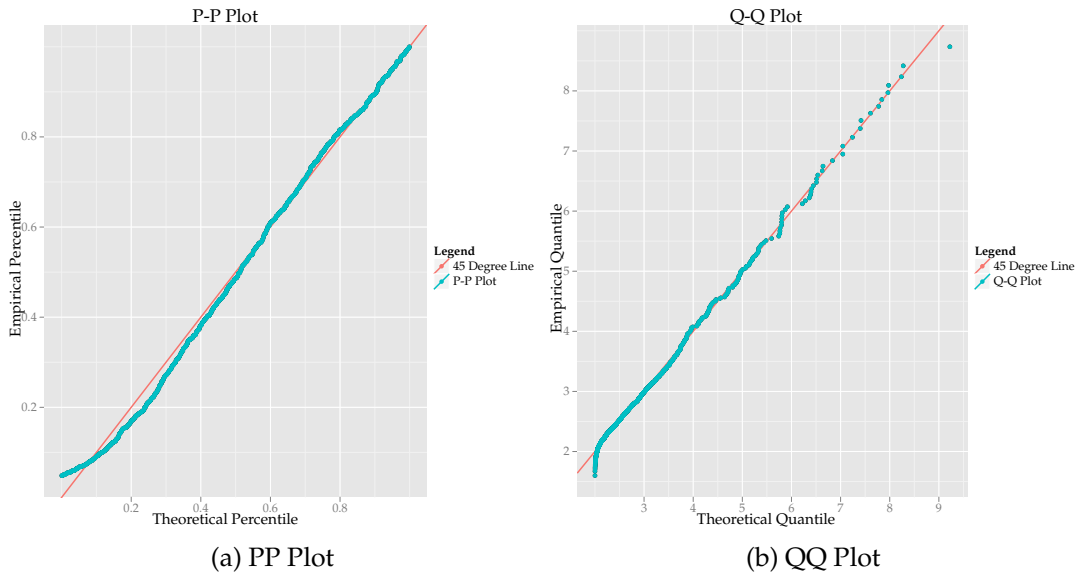 P-P Plot
Empirical Percentile
0.8
0.6
0.4
0.2
0.2
0.4
0.6
0.8
Theoretical Percentile
Legend
45 Degree Line
P-P Plot
(a) PP Plot
Q-Q Plot
Empirical Quantile
8
7
6
5
4
3
2
3
4
5
6
7
8
9
Theoretical Quantile
Legend
45 Degree Line
Q-Q Plot
(b) QQ Plot